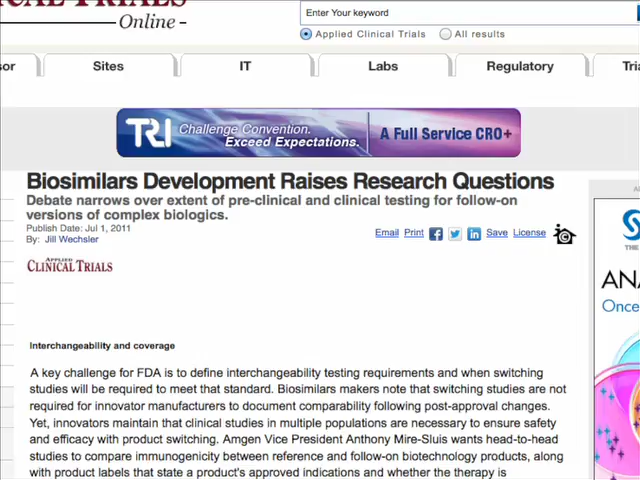 CLINICAL TRIALS
Online
Enter Your keyword
Applied Clinical Trials All results
sor Sites IT Labs Regulatory Tria
TRI Challenge Convention. Exceed Expectations. A Full Service CRO+
Biosimilars Development Raises Research Questions
Debate narrows over extent of pre-clinical and clinical testing for follow-on
versions of complex biologics.
Publish Date: Jul 1, 2011
By: Jill Wechsler
Email Print Save License
APPLIED
CLINICAL TRIALS
THE
ANA
Once
Interchangeability and coverage
A key challenge for FDA is to define interchangeability testing requirements and when switching
studies will be required to meet that standard. Biosimilars makers note that switching studies are not
required for innovator manufacturers to document comparability following post-approval changes.
Yet, innovators maintain that clinical studies in multiple populations are necessary to ensure safety
and efficacy with product switching. Amgen Vice President Anthony Mire-Sluis wants head-to-head
studies to compare immunogenicity between reference and follow-on biotechnology products, along
with product labels that state a product's approved indications and whether the therapy is